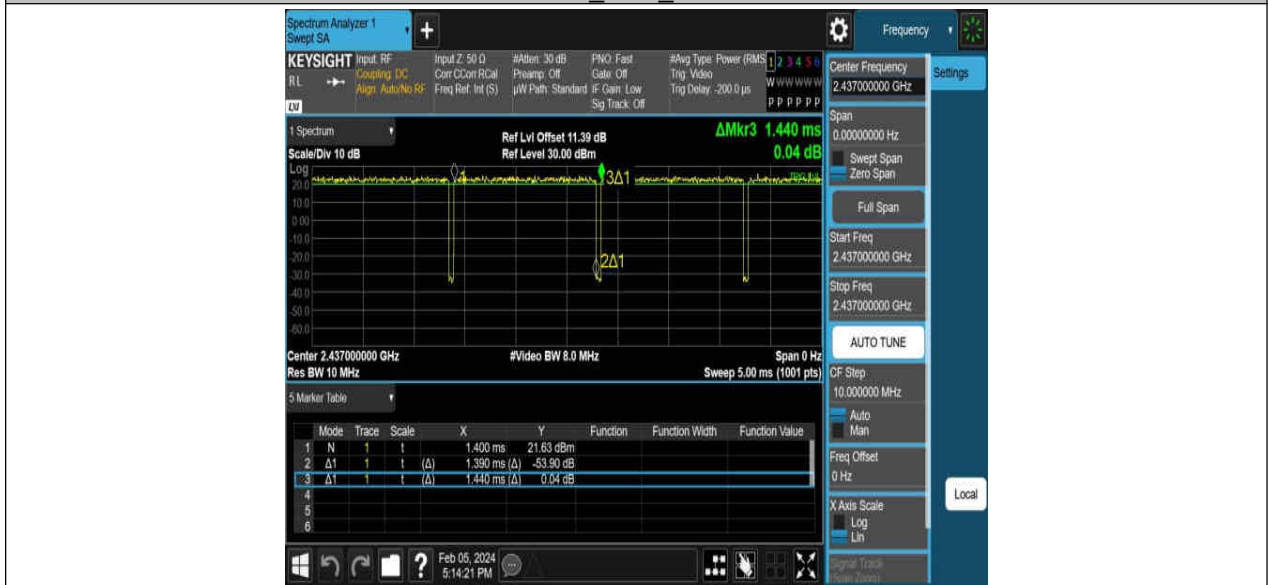 Spectrum Analyzer 1
Swept SA
+
Frequency
KEYSIGHT
RL
LXI
Input: RF
Coupling: DC
Align: Auto/No RF
Input Z: 50 Ω
Corr CCorr RCal
Freq Ref: Int (S)
#Atten: 30 dB
Preamp: Off
µW Path: Standard
PNO: Fast
Gate: Off
IF Gain: Low
Sig Track: Off
#Avg Type: Power (RMS
Trig: Video
Trig Delay: -200.0 µs
1 2 3 4 5 6
W W W W W W
P P P P P P
1 Spectrum
Scale/Div 10 dB
Ref Lvl Offset 11.39 dB
Ref Level 30.00 dBm
ΔMkr3 1.440 ms
0.04 dB
Log
20.0
10.0
0.00
-10.0
-20.0
-30.0
-40.0
-50.0
-60.0
1
3Δ1
2Δ1
TRIG LVL
Center 2.437000000 GHz
#Video BW 8.0 MHz
Span 0 Hz
Res BW 10 MHz
Sweep 5.00 ms (1001 pts)
5 Marker Table
Mode Trace Scale X Y Function Function Width Function Value
1 N 1 t 1.400 ms 21.63 dBm
2 Δ1 1 t (Δ) 1.390 ms (Δ) -53.90 dB
3 Δ1 1 t (Δ) 1.440 ms (Δ) 0.04 dB
4
5
6
Feb 05, 2024
5:14:21 PM
?
Center Frequency
2.437000000 GHz
Settings
Span
0.00000000 Hz
Swept Span
Zero Span
Full Span
Start Freq
2.437000000 GHz
Stop Freq
2.437000000 GHz
AUTO TUNE
CF Step
10.000000 MHz
Auto
Man
Freq Offset
0 Hz
X Axis Scale
Log
Lin
Signal Track
(Span Zoom)
Local